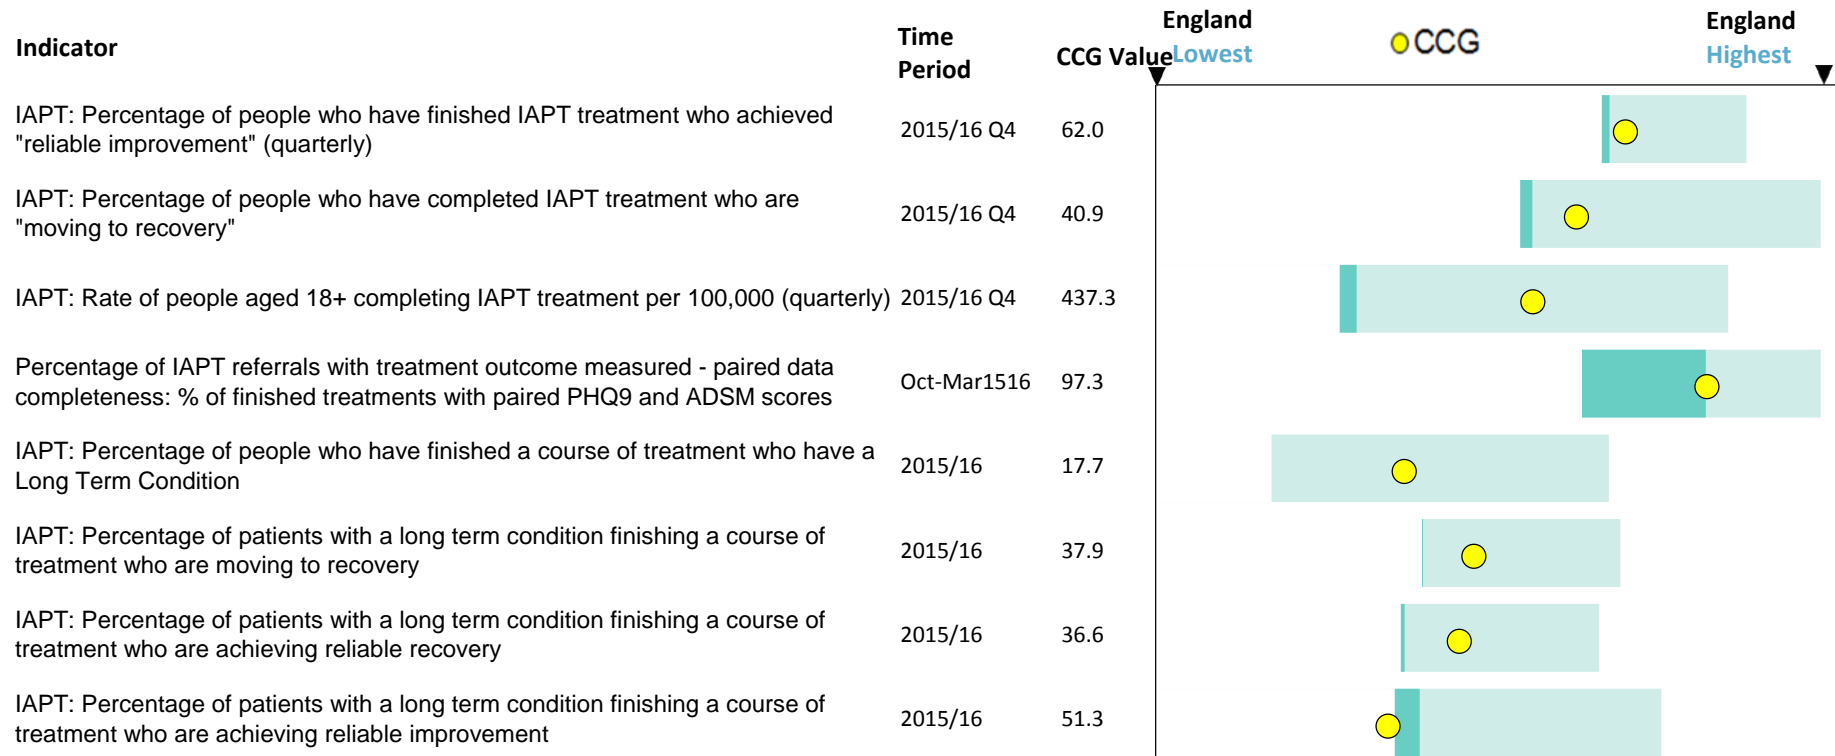 Indicator
Time
Period
CCG Value
England
Lowest
CCG
England
Highest
IAPT: Percentage of people who have finished IAPT treatment who achieved
"reliable improvement" (quarterly)
2015/16 Q4
62.0
IAPT: Percentage of people who have completed IAPT treatment who are
"moving to recovery"
2015/16 Q4
40.9
IAPT: Rate of people aged 18+ completing IAPT treatment per 100,000 (quarterly)
2015/16 Q4
437.3
Percentage of IAPT referrals with treatment outcome measured - paired data
completeness: % of finished treatments with paired PHQ9 and ADSM scores
Oct-Mar1516
97.3
IAPT: Percentage of people who have finished a course of treatment who have a
Long Term Condition
2015/16
17.7
IAPT: Percentage of patients with a long term condition finishing a course of
treatment who are moving to recovery
2015/16
37.9
IAPT: Percentage of patients with a long term condition finishing a course of
treatment who are achieving reliable recovery
2015/16
36.6
IAPT: Percentage of patients with a long term condition finishing a course of
treatment who are achieving reliable improvement
2015/16
51.3